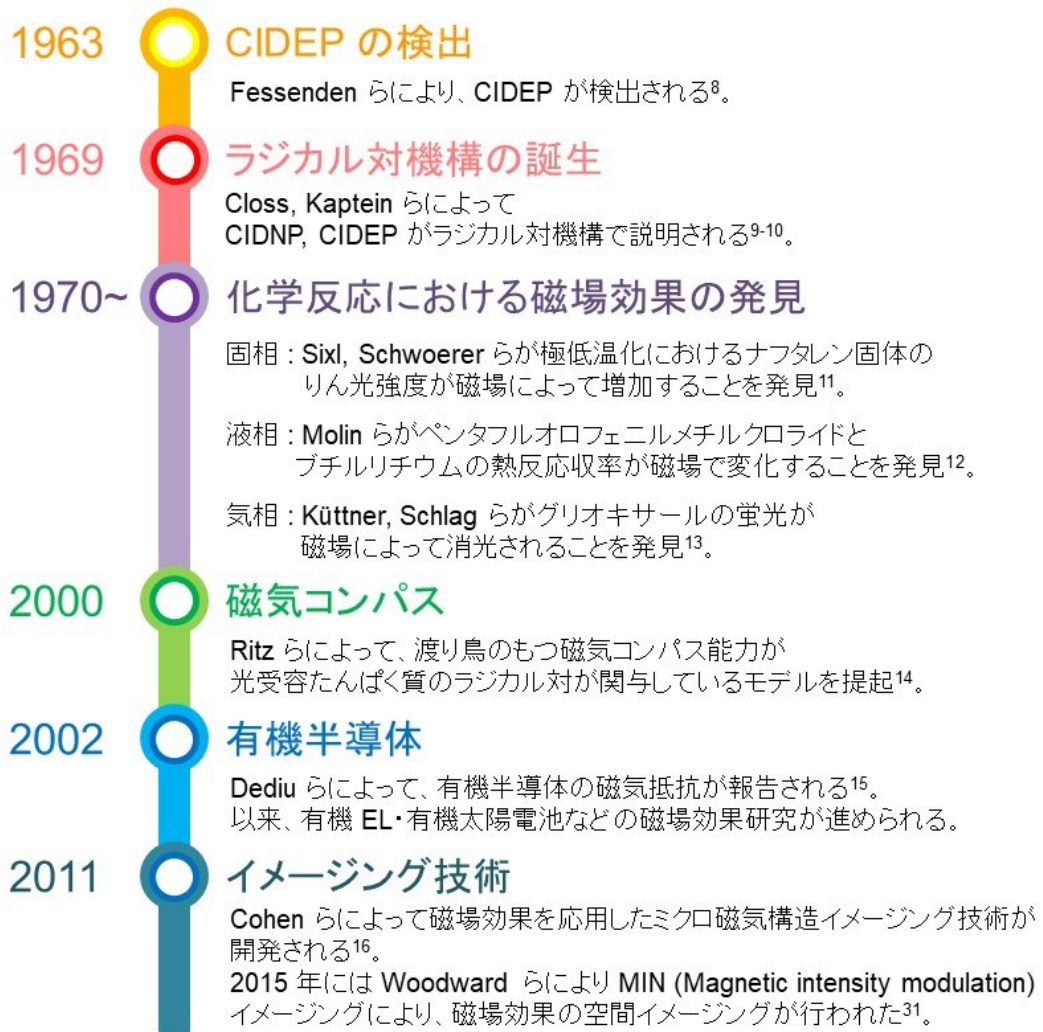 1963 CIDEP の検出
Fessenden らにより、CIDEP が検出される⁸。
1969 ラジカル対機構の誕生
Closs, Kaptein らによって
CIDNP, CIDEP がラジカル対機構で説明される⁹⁻¹⁰。
1970~ 化学反応における磁場効果の発見
固相 : Sixl, Schwoerer らが極低温化におけるナフタレン固体の
りん光強度が磁場によって増加することを発見¹¹。
液相 : Molin らがペンタフルオロフェニルメチルクロライドと
ブチルリチウムの熱反応収率が磁場で変化することを発見¹²。
気相 : Küttner, Schlag らがグリオキサールの蛍光が
磁場によって消光されることを発見¹³。
2000 磁気コンパス
Ritz らによって、渡り鳥のもつ磁気コンパス能力が
光受容たんぱく質のラジカル対が関与しているモデルを提起¹⁴。
2002 有機半導体
Dediu らによって、有機半導体の磁気抵抗が報告される¹⁵。
以来、有機 EL・有機太陽電池などの磁場効果研究が進められる。
2011 イメージング技術
Cohen らによって磁場効果を応用したミクロ磁気構造イメージング技術が
開発される¹⁶。
2015 年には Woodward らにより MIN (Magnetic intensity modulation)
イメージングにより、磁場効果の空間イメージングが行われた³¹。